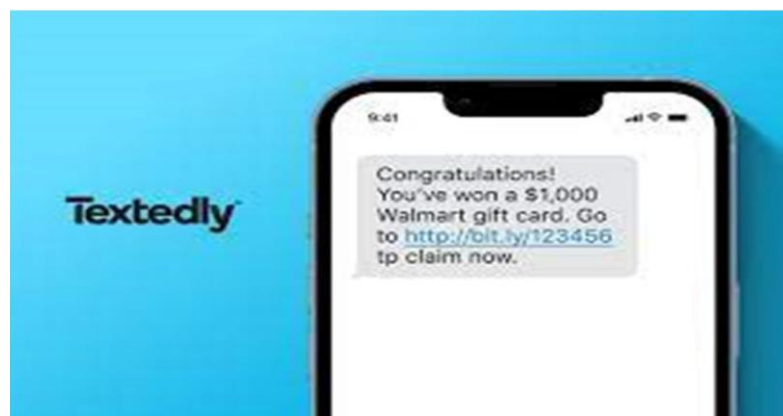 Textedly
9:41
Congratulations!
You've won a $1,000
Walmart gift card. Go
to http://bit.ly/123456
tp claim now.